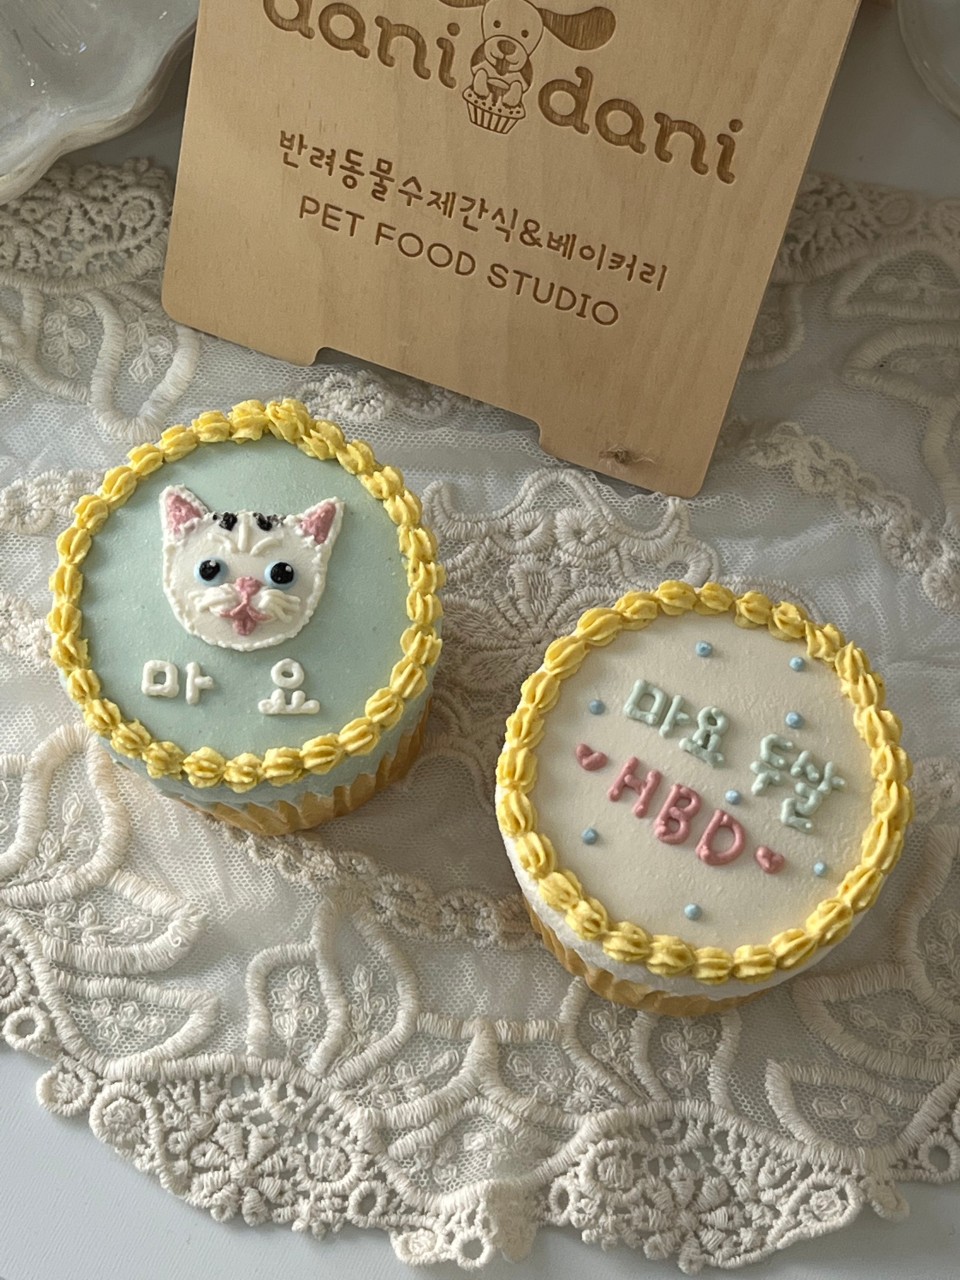 dani dani
반려동물수제간식&베이커리
PET FOOD STUDIO
마요
마요 두살
HBD